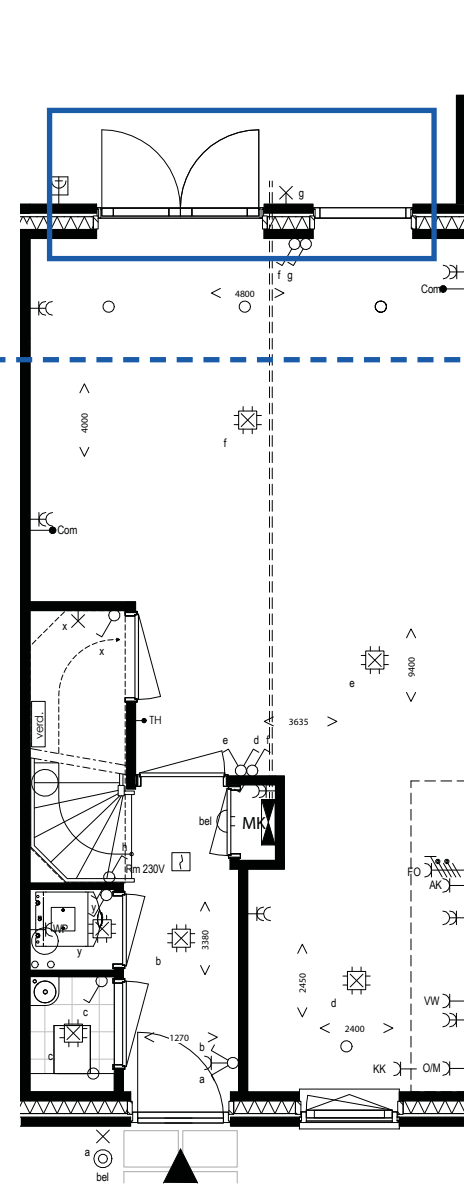 g
f g
Com
4800
4000
f
Com
x
x
e
9400
verd.
TH
3635
e d f
bel
MK
h
Rm 230V
FO
AK
y
WP
y
3380
b
2450
d
VW
c
c
1270
b
a
2400
KK
O/M
a
bel